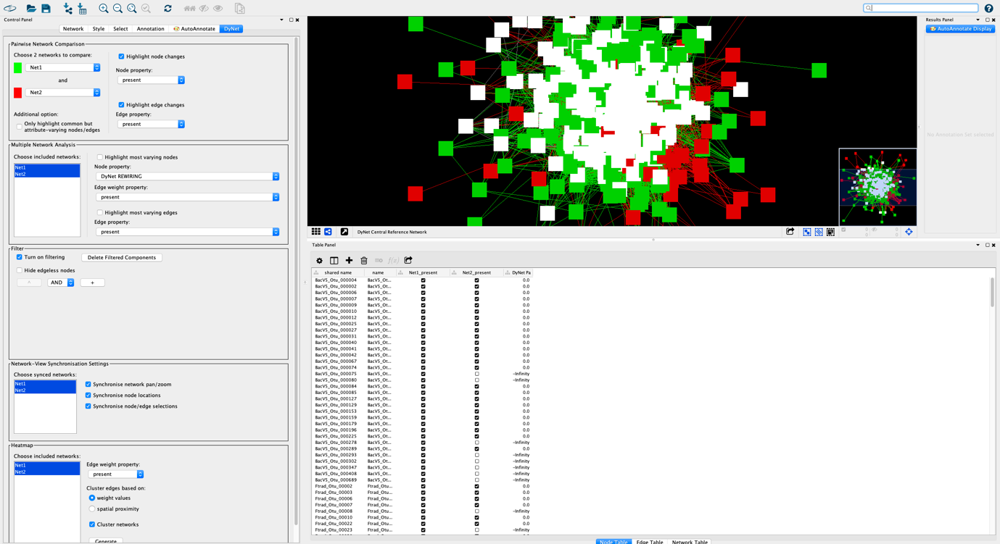 Control Panel
Network Style Select Annotation AutoAnnotate DyNet
Pairwise Network Comparison
Choose 2 networks to compare:
Net1
and
Net2
Additional option:
Only highlight common but
attribute-varying nodes/edges
Highlight node changes
Node property:
present
Highlight edge changes
Edge property:
present
Multiple Network Analysis
Choose included networks:
Net1
Net2
Highlight most varying nodes
Node property:
DyNet REWIRING
Edge weight property:
present
Highlight most varying edges
Edge property:
present
Filter
Turn on filtering
Delete Filtered Components
Hide edgeless nodes
AND
+
Network-View Synchronisation Settings
Choose synced networks:
Net1
Net2
Synchronise network pan/zoom
Synchronise node locations
Synchronise node/edge selections
Heatmap
Choose included networks:
Net1
Net2
Edge weight property:
present
Cluster edges based on:
weight values
spatial proximity
Cluster networks
Generate
DyNet Central Reference Network
0 0
0 0
Results Panel
AutoAnnotate Display
No Annotation Set selected
Table Panel
f(x)
shared name name Net1_present Net2_present DyNet Pa
BacV5_Otu_000004 BacV5_Ot... 0.0
BacV5_Otu_000002 BacV5_Ot... 0.0
BacV5_Otu_000006 BacV5_Ot... 0.0
BacV5_Otu_000007 BacV5_Ot... 0.0
BacV5_Otu_000009 BacV5_Ot... 0.0
BacV5_Otu_000010 BacV5_Ot... 0.0
BacV5_Otu_000012 BacV5_Ot... 0.0
BacV5_Otu_000025 BacV5_Ot... 0.0
BacV5_Otu_000027 BacV5_Ot... 0.0
BacV5_Otu_000031 BacV5_Ot... 0.0
BacV5_Otu_000040 BacV5_Ot... 0.0
BacV5_Otu_000041 BacV5_Ot... 0.0
BacV5_Otu_000042 BacV5_Ot... 0.0
BacV5_Otu_000067 BacV5_Ot... 0.0
BacV5_Otu_000074 BacV5_Ot... 0.0
BacV5_Otu_000075 BacV5_Ot... -Infinity
BacV5_Otu_000080 BacV5_Ot... -Infinity
BacV5_Otu_000084 BacV5_Ot... 0.0
BacV5_Otu_000085 BacV5_Ot... 0.0
BacV5_Otu_000127 BacV5_Ot... 0.0
BacV5_Otu_000129 BacV5_Ot... 0.0
BacV5_Otu_000153 BacV5_Ot... 0.0
BacV5_Otu_000159 BacV5_Ot... 0.0
BacV5_Otu_000179 BacV5_Ot... 0.0
BacV5_Otu_000196 BacV5_Ot... 0.0
BacV5_Otu_000225 BacV5_Ot... 0.0
BacV5_Otu_000278 BacV5_Ot... -Infinity
BacV5_Otu_000289 BacV5_Ot... 0.0
BacV5_Otu_000293 BacV5_Ot... -Infinity
BacV5_Otu_000302 BacV5_Ot... -Infinity
BacV5_Otu_000347 BacV5_Ot... -Infinity
BacV5_Otu_000408 BacV5_Ot... -Infinity
BacV5_Otu_000689 BacV5_Ot... -Infinity
Ftrad_Otu_00002 Ftrad_Otu... 0.0
Ftrad_Otu_00003 Ftrad_Otu... 0.0
Ftrad_Otu_00006 Ftrad_Otu... 0.0
Ftrad_Otu_00007 Ftrad_Otu... 0.0
Ftrad_Otu_00008 Ftrad_Otu... -Infinity
Ftrad_Otu_00010 Ftrad_Otu... 0.0
Ftrad_Otu_00022 Ftrad_Otu... 0.0
Ftrad_Otu_00023 Ftrad_Otu... -Infinity
Node Table Edge Table Network Table